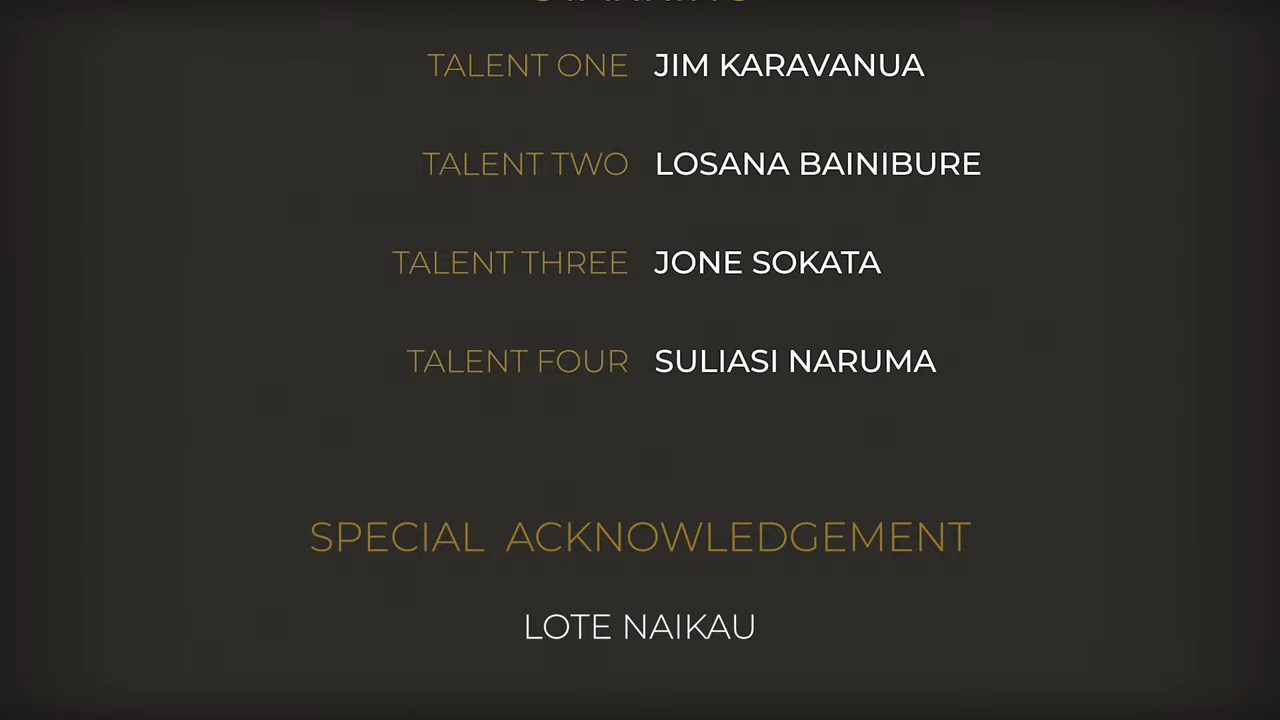 TALENT ONE JIM KARAVANUA
TALENT TWO LOSANA BAINIBURE
TALENT THREE JONE SOKATA
TALENT FOUR SULIASI NARUMA
SPECIAL ACKNOWLEDGEMENT
LOTE NAIKAU